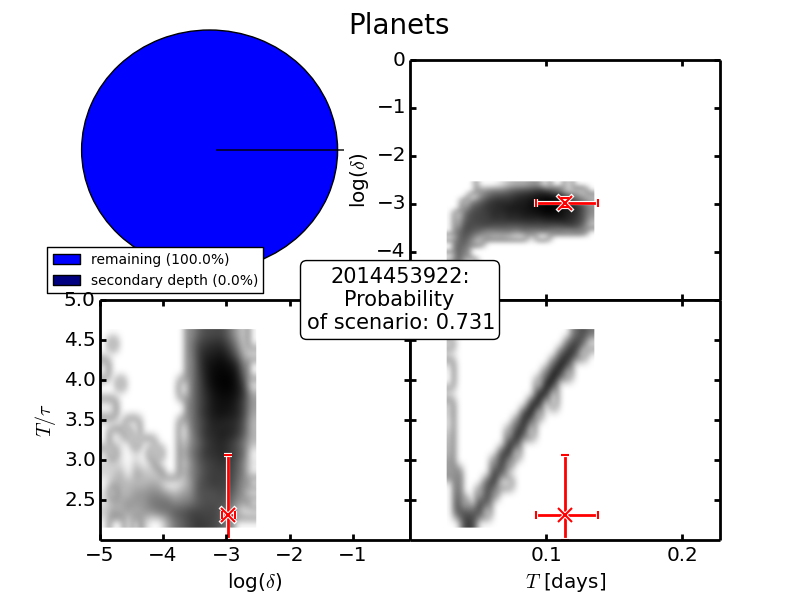 Planets
0
−1
−2
−3
−4
log(δ)
remaining (100.0%)
secondary depth (0.0%)
2014453922:
Probability
of scenario: 0.731
5.0
4.5
4.0
3.5
3.0
2.5
T/τ
−5 −4 −3 −2 −1
log(δ)
0.1 0.2
T [days]